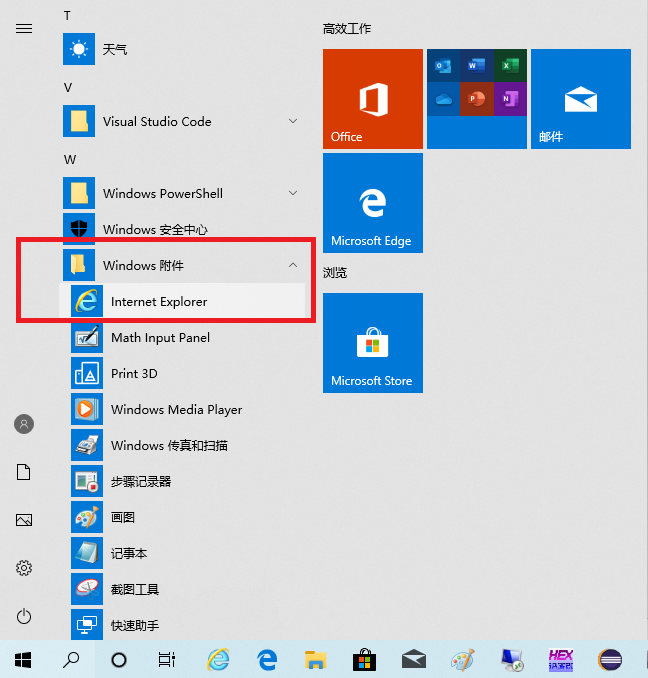 T
天气
V
Visual Studio Code
W
Windows PowerShell
Windows 安全中心
Windows 附件
Internet Explorer
Math Input Panel
Print 3D
Windows Media Player
Windows 传真和扫描
步骤记录器
画图
记事本
截图工具
快速助手
高效工作
Office
邮件
Microsoft Edge
浏览
Microsoft Store
HEX